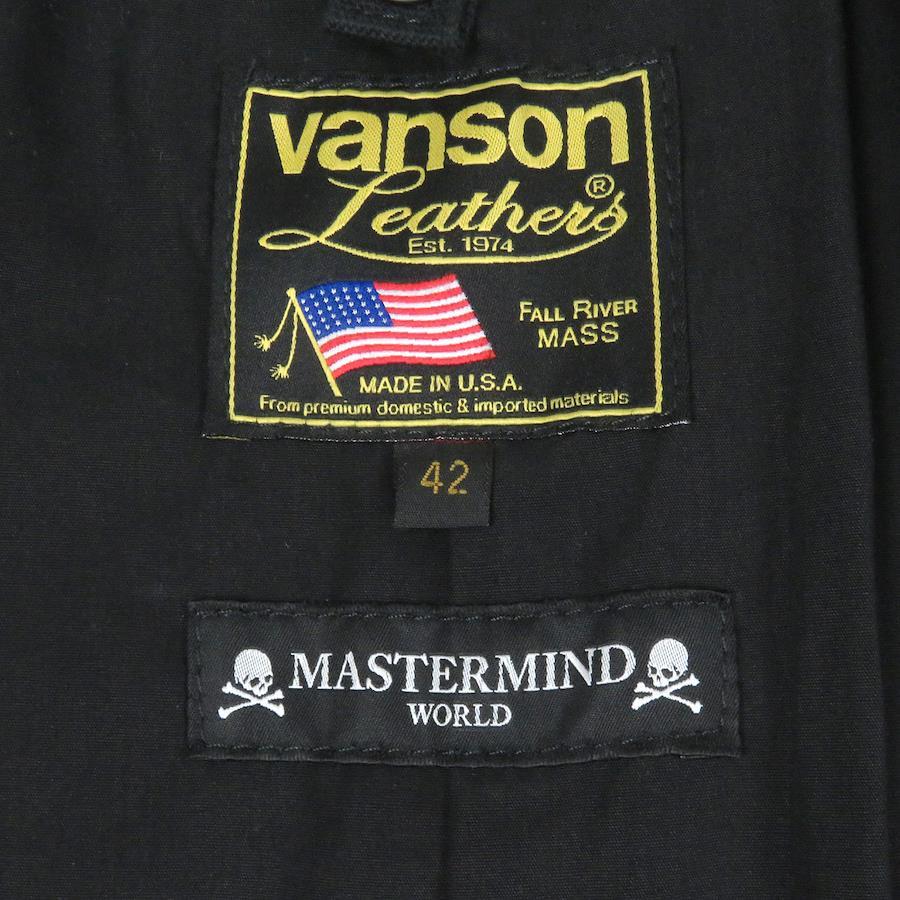 vanson
Leathers®
Est. 1974
FALL RIVER
MASS
MADE IN U.S.A.
From premium domestic & imported materials
42
MASTERMIND
WORLD